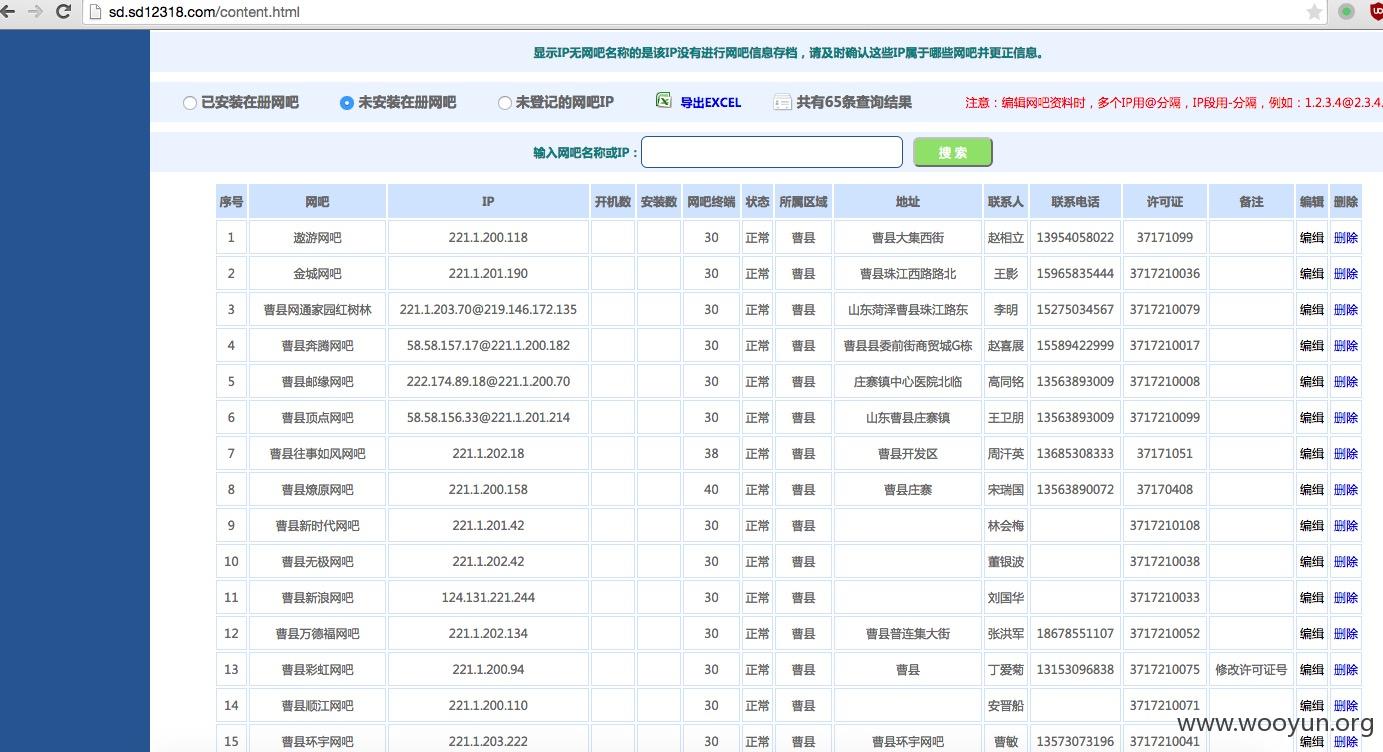 sd.sd12318.com/content.html
显示IP无网吧名称的是该IP没有进行网吧信息存档，请及时确认这些IP属于哪些网吧并更正信息。
已安装在册网吧 未安装在册网吧 未登记的网吧IP 导出EXCEL 共有65条查询结果 注意：编辑网吧资料时，多个IP用@分隔，IP段用-分隔，例如：1.2.3.4@2.3.4.
输入网吧名称或IP： 搜 索
序号 网吧 IP 开机数 安装数 网吧终端 状态 所属区域 地址 联系人 联系电话 许可证 备注 编辑 删除
1 遨游网吧 221.1.200.118 30 正常 曹县 曹县大集西街 赵相立 13954058022 37171099 编缉 删除
2 金城网吧 221.1.201.190 30 正常 曹县 曹县珠江西路路北 王影 15965835444 3717210036 编缉 删除
3 曹县网通家园红树林 221.1.203.70@219.146.172.135 30 正常 曹县 山东菏泽曹县珠江路东 李明 15275034567 3717210079 编缉 删除
4 曹县奔腾网吧 58.58.157.17@221.1.200.182 30 正常 曹县 曹县县委前街商贸城G栋 赵喜展 15589422999 3717210017 编缉 删除
5 曹县邮缘网吧 222.174.89.18@221.1.200.70 30 正常 曹县 庄寨镇中心医院北临 高同铭 13563893009 3717210008 编缉 删除
6 曹县顶点网吧 58.58.156.33@221.1.201.214 30 正常 曹县 山东曹县庄寨镇 王卫朋 13563893009 3717210099 编缉 删除
7 曹县往事如风网吧 221.1.202.18 38 正常 曹县 曹县开发区 周汗英 13685308333 37171051 编缉 删除
8 曹县燎原网吧 221.1.200.158 40 正常 曹县 曹县庄寨 宋瑞国 13563890072 37170408 编缉 删除
9 曹县新时代网吧 221.1.201.42 30 正常 曹县 林会梅 3717210108 编缉 删除
10 曹县无极网吧 221.1.202.42 30 正常 曹县 董银波 3717210038 编缉 删除
11 曹县新浪网吧 124.131.221.244 30 正常 曹县 刘国华 3717210033 编缉 删除
12 曹县万德福网吧 221.1.202.134 30 正常 曹县 曹县普连集大街 张洪军 18678551107 3717210052 编缉 删除
13 曹县彩虹网吧 221.1.200.94 30 正常 曹县 曹县 丁爱菊 13153096838 3717210075 修改许可证号 编缉 删除
14 曹县顺江网吧 221.1.200.110 30 正常 曹县 安晋船 3717210071 编缉 删除
15 曹县环宇网吧 221.1.203.222 30 正常 曹县 曹县环宇网吧 曹敏 13573073196 3717210041 编缉 删除
www.wooyun.org